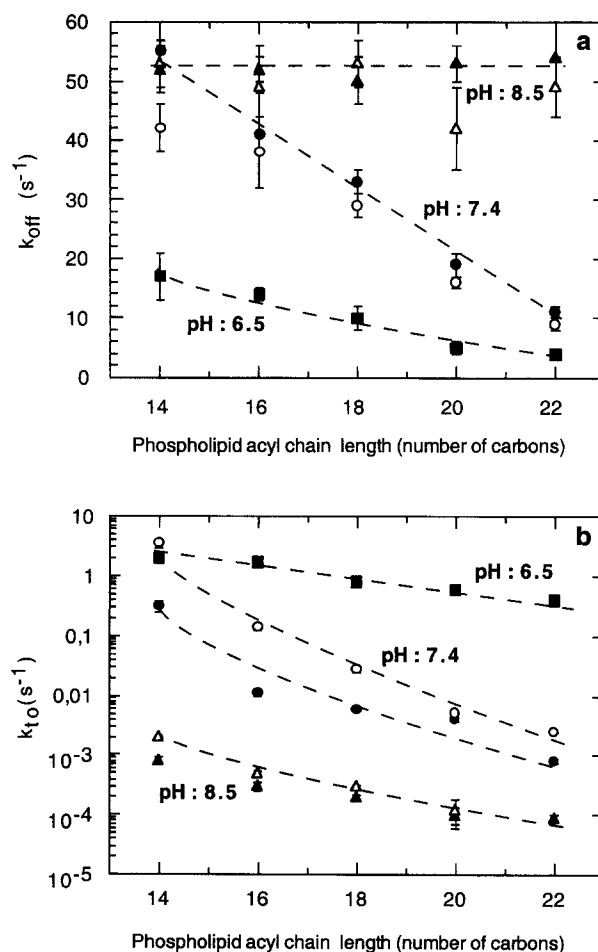 a
60
50
40
30
20
10
0
k off (s-1)
pH : 8.5
pH : 7.4
pH : 6.5
14 16 18 20 22
Phospholipid acyl chain length (number of carbons)
b
10
1
0,1
0,01
10-3
10-4
10-5
k to (s-1)
pH : 6.5
pH : 7.4
pH : 8.5
14 16 18 20 22
Phospholipid acyl chain length (number of carbons)